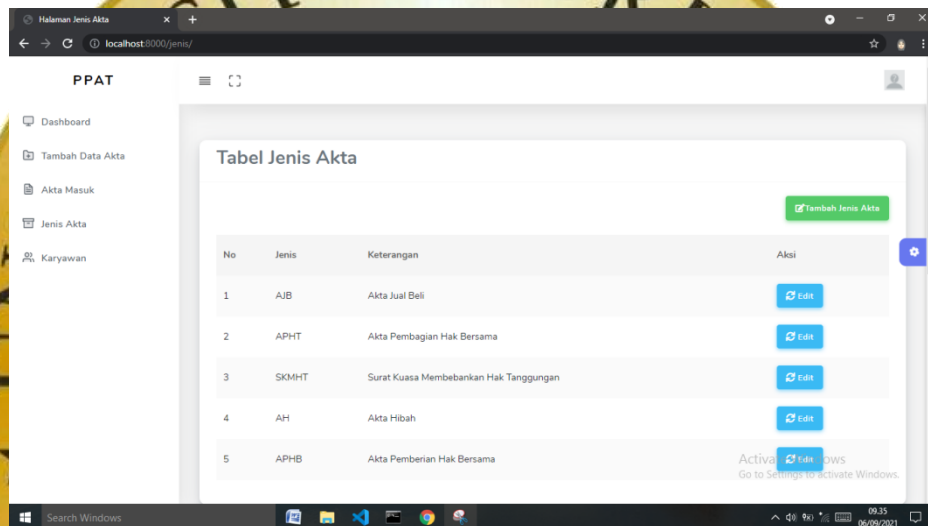 Halaman Jenis Akta
localhost:8000/jenis/
PPAT
Dashboard
Tambah Data Akta
Akta Masuk
Jenis Akta
Karyawan
Tabel Jenis Akta
Tambah Jenis Akta
No Jenis Keterangan Aksi
1 AJB Akta Jual Beli Edit
2 APHT Akta Pembagian Hak Bersama Edit
3 SKMHT Surat Kuasa Membebankan Hak Tanggungan Edit
4 AH Akta Hibah Edit
5 APHB Akta Pemberian Hak Bersama Edit
Go to Settings to activate Windows.
Search Windows
09.35
06/09/2021